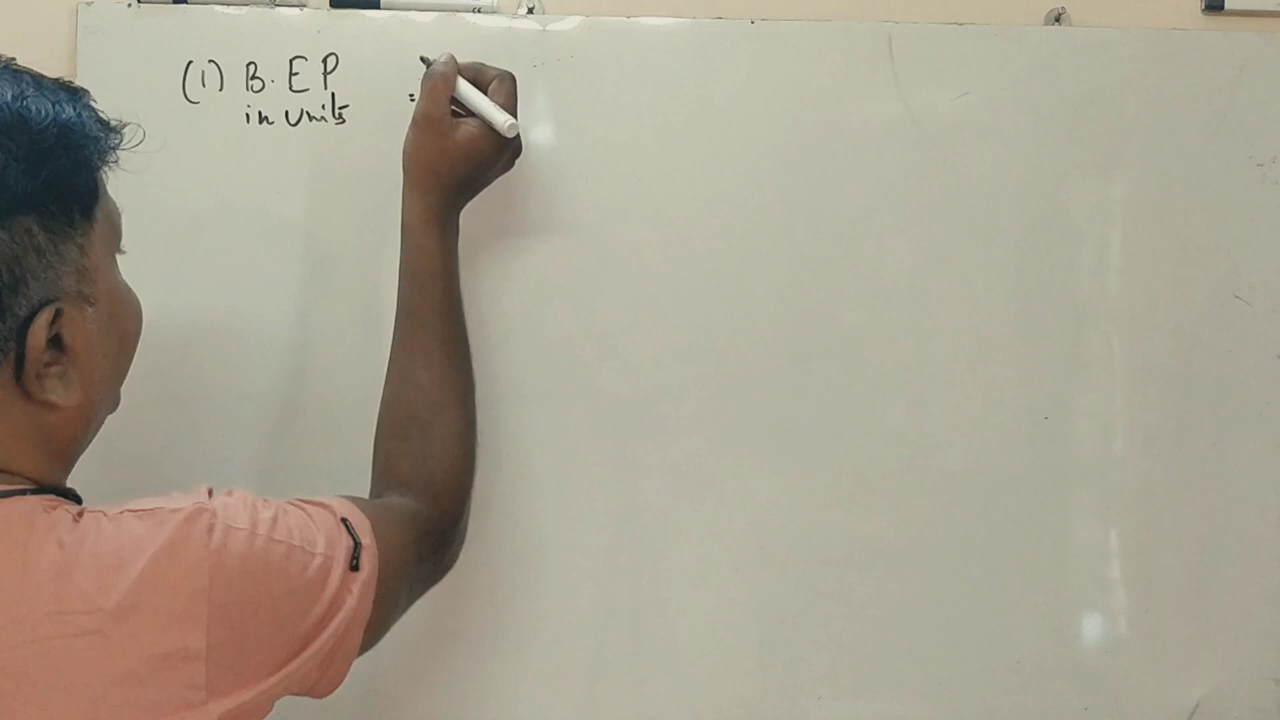 (1) B. E P =
in units